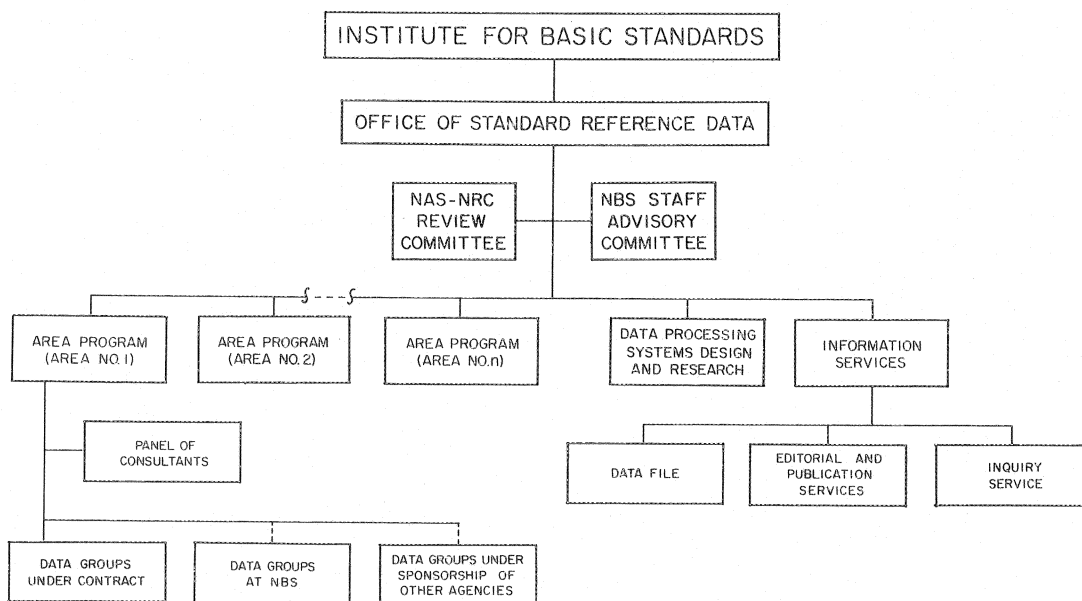 INSTITUTE FOR BASIC STANDARDS
OFFICE OF STANDARD REFERENCE DATA
NAS-NRC
REVIEW
COMMITTEE
NBS STAFF
ADVISORY
COMMITTEE
AREA PROGRAM
(AREA NO. 1)
AREA PROGRAM
(AREA NO. 2)
AREA PROGRAM
(AREA NO. n)
DATA PROCESSING
SYSTEMS DESIGN
AND RESEARCH
INFORMATION
SERVICES
PANEL OF
CONSULTANTS
DATA FILE
EDITORIAL AND
PUBLICATION
SERVICES
INQUIRY
SERVICE
DATA GROUPS
UNDER CONTRACT
DATA GROUPS
AT NBS
DATA GROUPS UNDER
SPONSORSHIP OF
OTHER AGENCIES